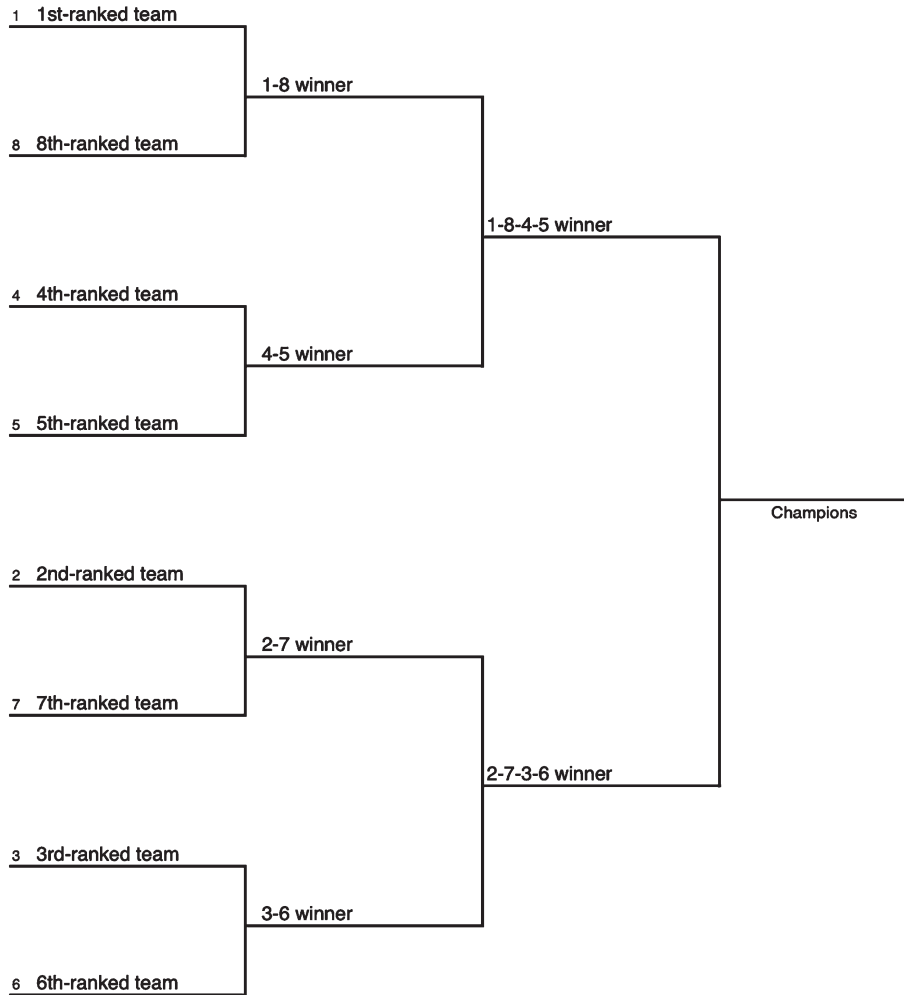 1 1st-ranked team
1-8 winner
8 8th-ranked team
1-8-4-5 winner
4 4th-ranked team
4-5 winner
5 5th-ranked team
Champions
2 2nd-ranked team
2-7 winner
7 7th-ranked team
2-7-3-6 winner
3 3rd-ranked team
3-6 winner
6 6th-ranked team